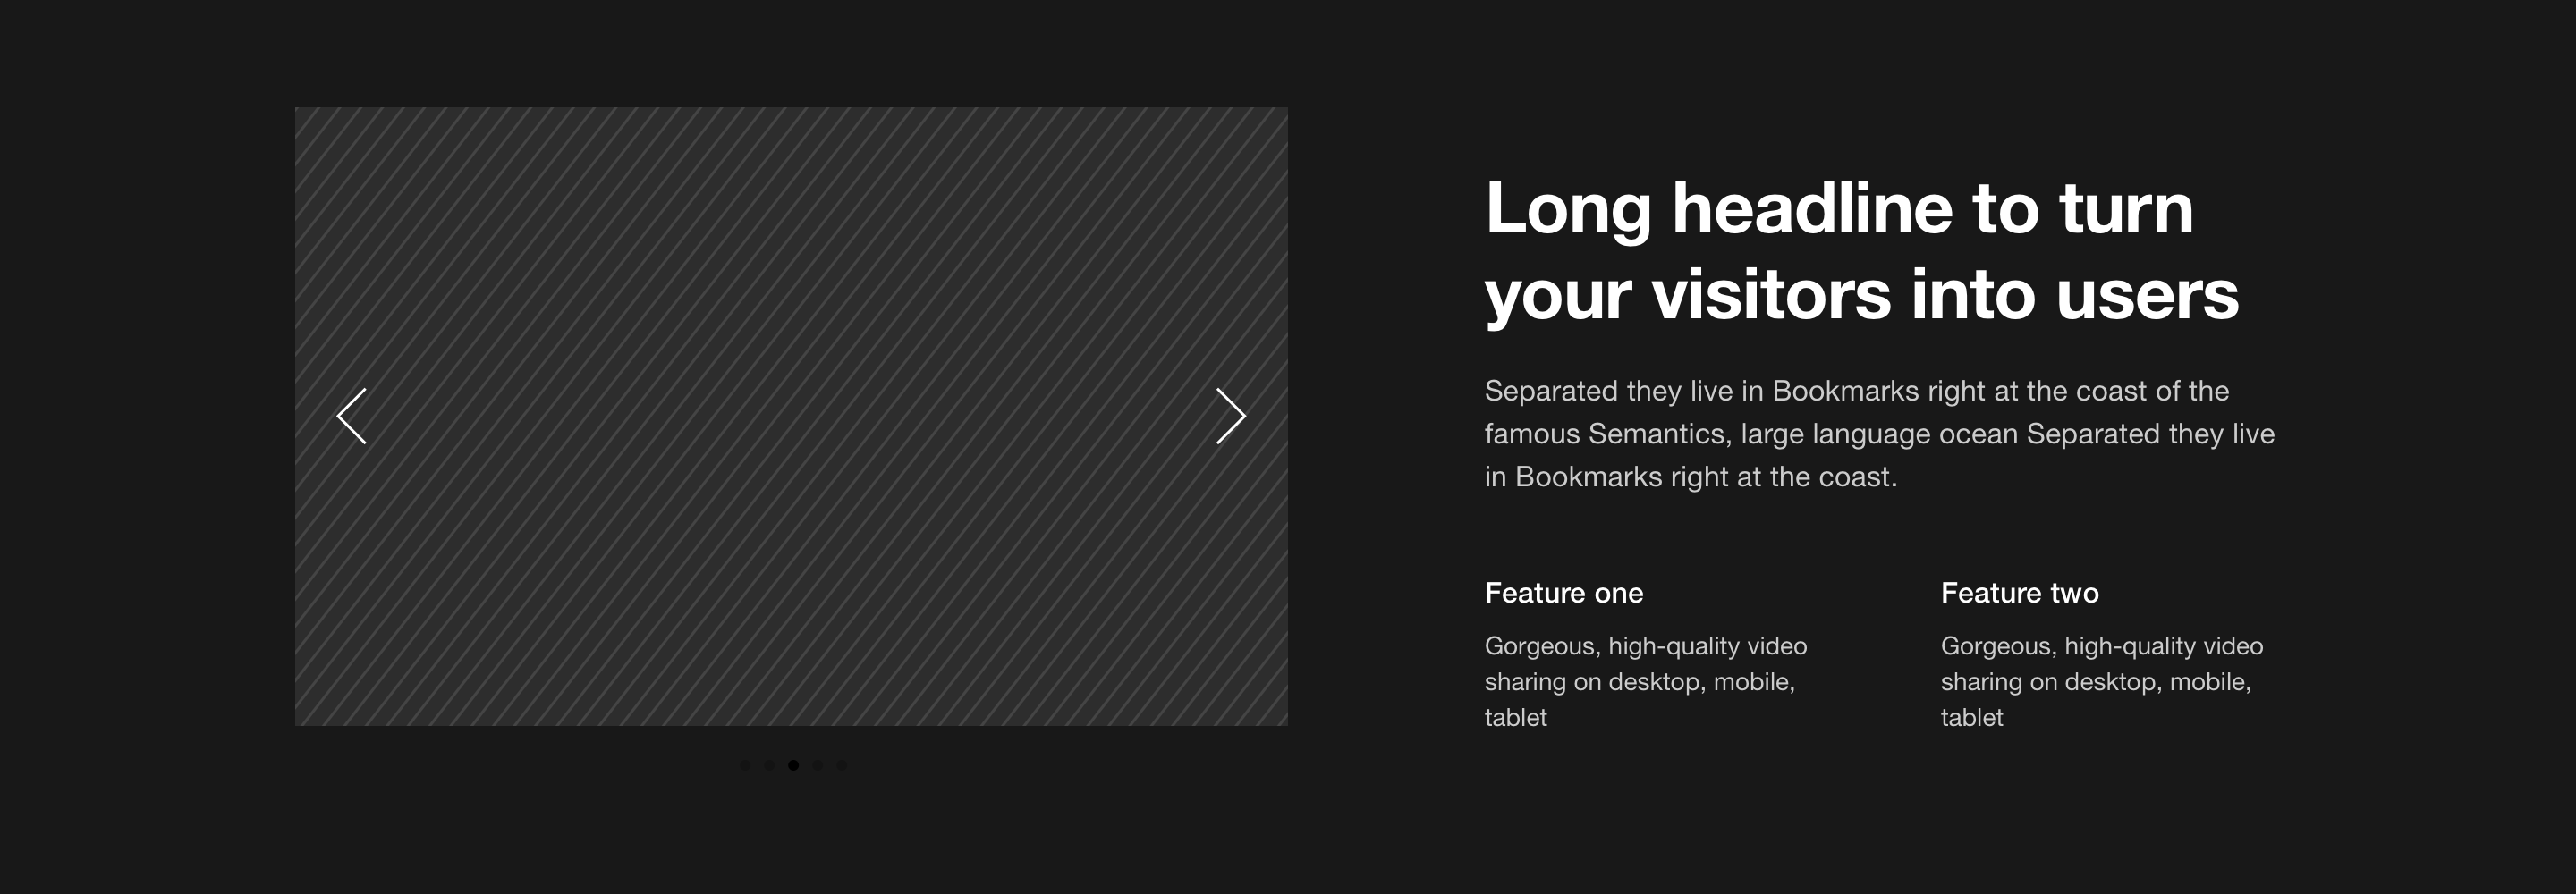 Long headline to turn
your visitors into users
Separated they live in Bookmarks right at the coast of the
famous Semantics, large language ocean Separated they live
in Bookmarks right at the coast.
Feature one
Gorgeous, high-quality video
sharing on desktop, mobile,
tablet
Feature two
Gorgeous, high-quality video
sharing on desktop, mobile,
tablet